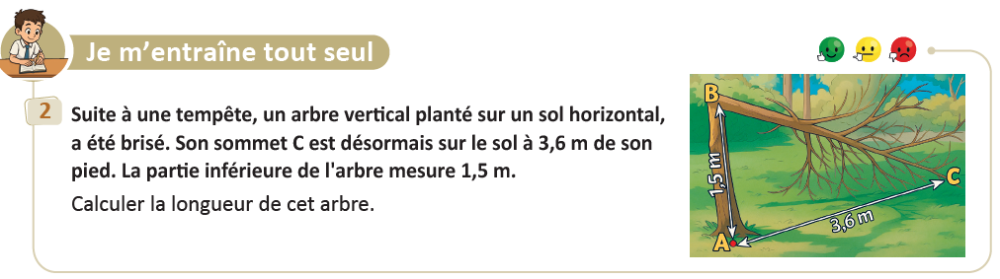 Je m'entraîne tout seul
2
Suite à une tempête, un arbre vertical planté sur un sol horizontal,
a été brisé. Son sommet C est désormais sur le sol à 3,6 m de son
pied. La partie inférieure de l'arbre mesure 1,5 m.
Calculer la longueur de cet arbre.
B
1,5 m
C
3,6 m
A